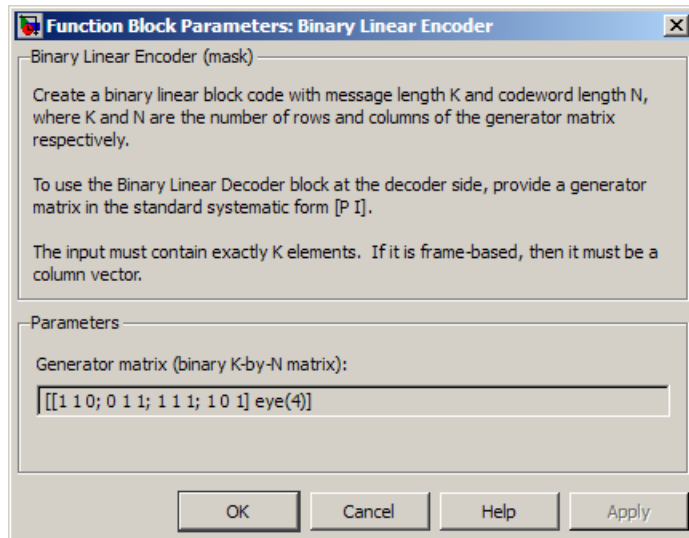 Function Block Parameters: Binary Linear Encoder
Binary Linear Encoder (mask)
Create a binary linear block code with message length K and codeword length N,
where K and N are the number of rows and columns of the generator matrix
respectively.
To use the Binary Linear Decoder block at the decoder side, provide a generator
matrix in the standard systematic form [P I].
The input must contain exactly K elements.  If it is frame-based, then it must be a
column vector.
Parameters
Generator matrix (binary K-by-N matrix):
[[1 1 0; 0 1 1; 1 1 1; 1 0 1] eye(4)]
OK Cancel Help Apply